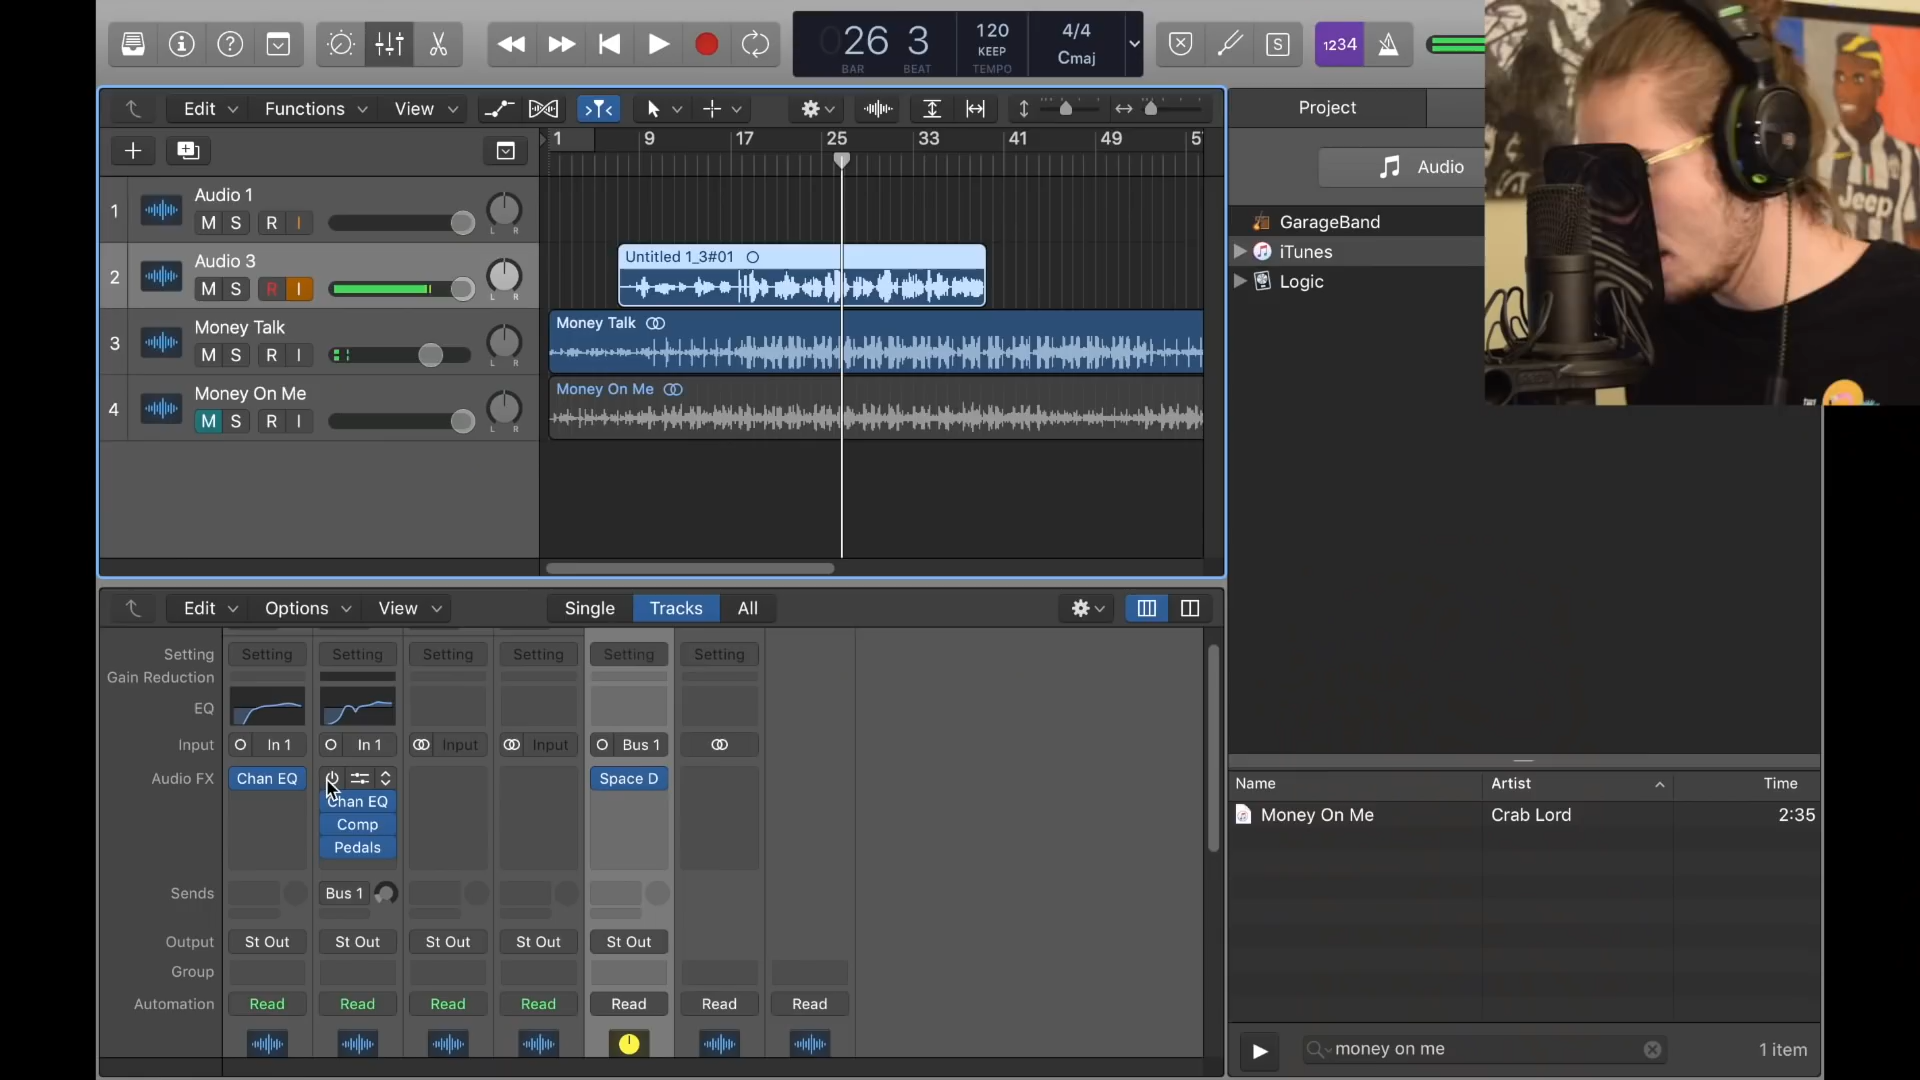 26 3
BAR BEAT
120
KEEP
TEMPO
4/4
Cmaj
S
1234
Edit Functions View
1 9 17 25 33 41 49 5
Project
Audio
GarageBand
iTunes
Logic
Jeep
1 Audio 1
M S R I
L R
2 Audio 3
M S R I
L R
3 Money Talk
M S R I
L R
4 Money On Me
M S R I
L R
Untitled 1_3#01
Money Talk
Money On Me
Edit Options View Single Tracks All
Setting Setting Setting Setting Setting Setting Setting
Gain Reduction
EQ
Input In 1 In 1 Input Input Bus 1
Audio FX Chan EQ Space D
Chan EQ
Comp
Pedals
Sends Bus 1
Output St Out St Out St Out St Out St Out
Group
Automation Read Read Read Read Read Read Read
Name Artist Time
Money On Me Crab Lord 2:35
money on me 1 item